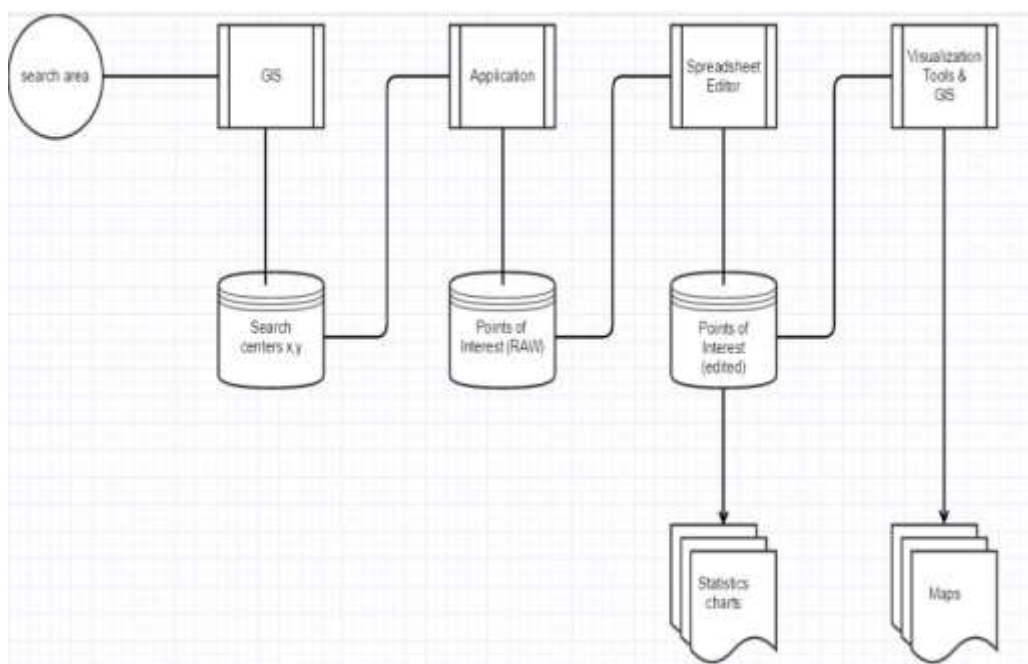 search area
GIS
Application
Spreadsheet
Editor
Visualization
Tools &
GIS
Search
centers x,y
Points of
Interest (RAW)
Points of
Interest
(edited)
Statistics
charts
Maps